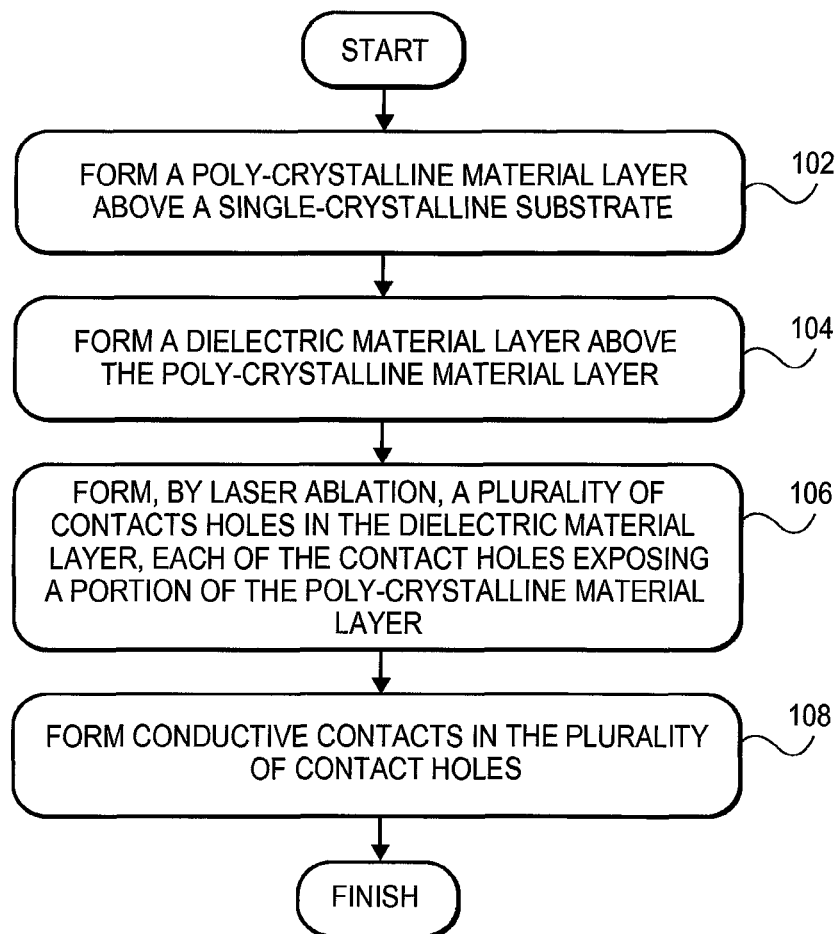 START
FORM A POLY-CRYSTALLINE MATERIAL LAYER
ABOVE A SINGLE-CRYSTALLINE SUBSTRATE
102
FORM A DIELECTRIC MATERIAL LAYER ABOVE
THE POLY-CRYSTALLINE MATERIAL LAYER
104
FORM, BY LASER ABLATION, A PLURALITY OF
CONTACTS HOLES IN THE DIELECTRIC MATERIAL
LAYER, EACH OF THE CONTACT HOLES EXPOSING
A PORTION OF THE POLY-CRYSTALLINE MATERIAL
LAYER
106
FORM CONDUCTIVE CONTACTS IN THE PLURALITY
OF CONTACT HOLES
108
FINISH